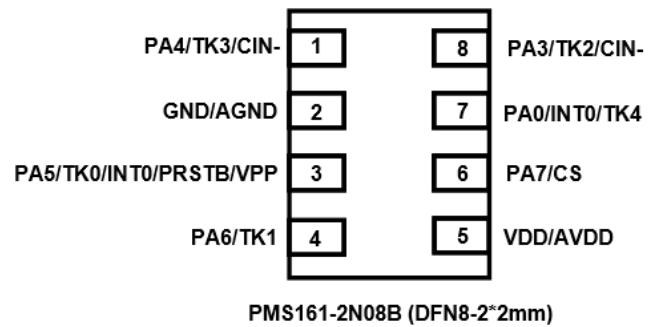 PA4/TK3/CIN- 1 8 PA3/TK2/CIN-
GND/AGND 2 7 PA0/INT0/TK4
PA5/TK0/INT0/PRSTB/VPP 3 6 PA7/CS
PA6/TK1 4 5 VDD/AVDD
PMS161-2N08B (DFN8-2*2mm)